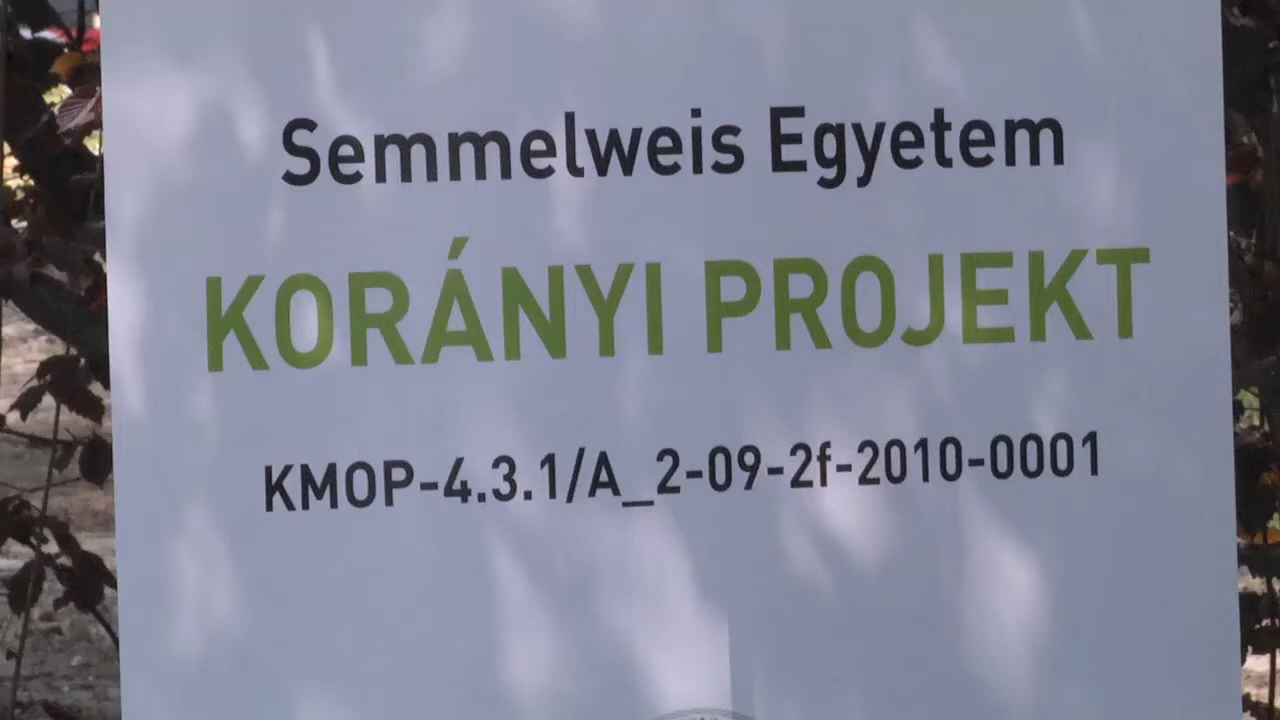 Semmelweis Egyetem
KORÁNYI PROJEKT
KMOP-4.3.1/A_2-09-2f-2010-0001